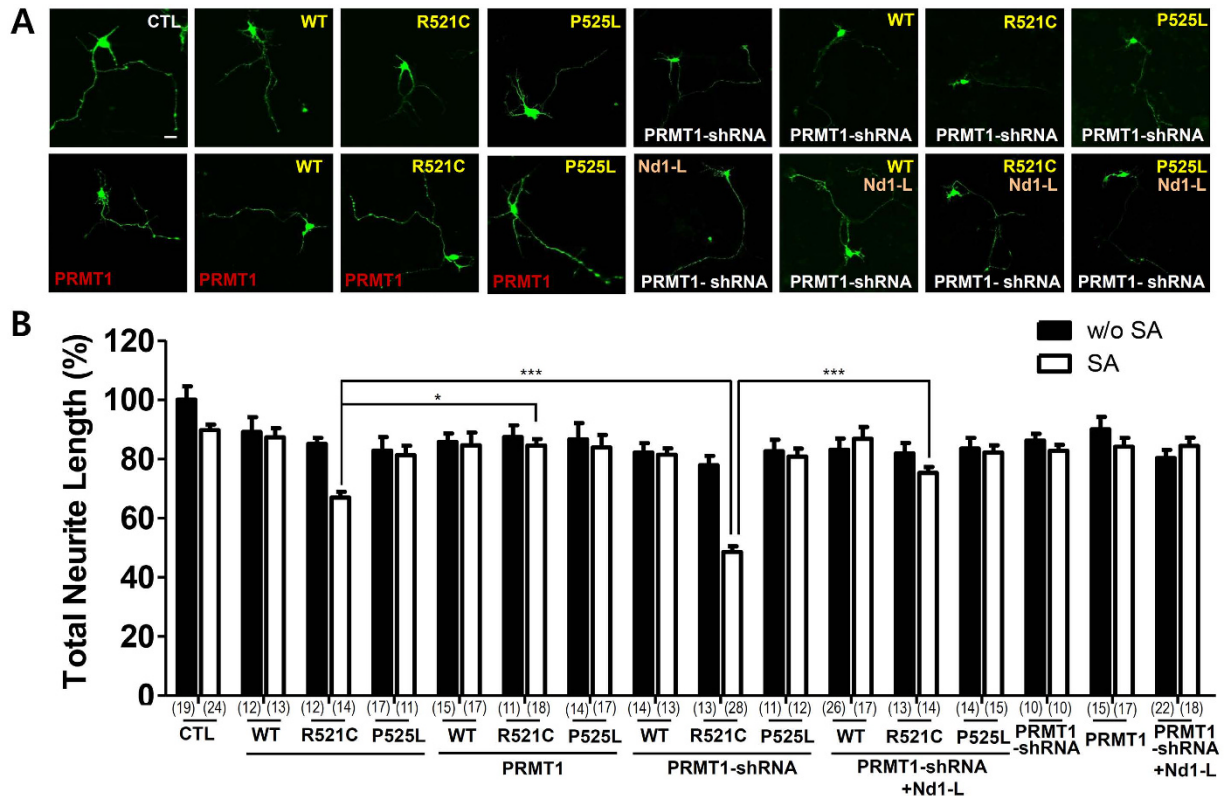 A
CTL
WT
R521C
P525L
PRMT1-shRNA
WT
PRMT1-shRNA
R521C
PRMT1-shRNA
P525L
PRMT1-shRNA
PRMT1
WT
PRMT1
R521C
PRMT1
P525L
PRMT1
Nd1-L
PRMT1- shRNA
WT
Nd1-L
PRMT1-shRNA
R521C
Nd1-L
PRMT1- shRNA
P525L
Nd1-L
PRMT1- shRNA
B
Total Neurite Length (%)
120
100
80
60
40
20
0
w/o SA
SA
***
*
***
(19) (24) (12) (13) (12) (14) (17) (11) (15) (17) (11) (18) (14) (17) (14) (13) (13) (28) (11) (12) (26) (17) (13) (14) (14) (15) (10) (10) (15) (17) (22) (18)
CTL WT R521C P525L WT R521C P525L WT R521C P525L WT R521C P525L PRMT1 -shRNA PRMT1 PRMT1 -shRNA +Nd1-L
PRMT1 PRMT1-shRNA PRMT1-shRNA
+Nd1-L